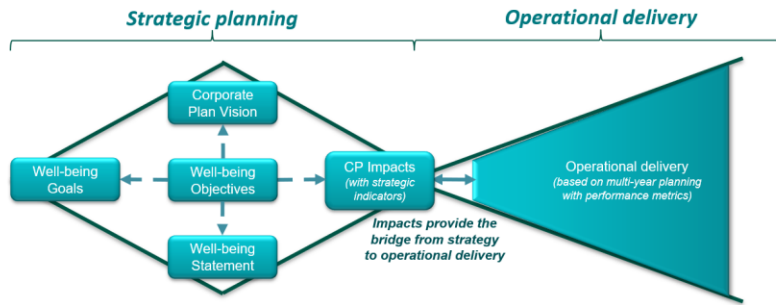 Strategic planning
Operational delivery
Corporate
Plan Vision
Well-being
Goals
Well-being
Objectives
CP Impacts
(with strategic
indicators)
Operational delivery
(based on multi-year planning
with performance metrics)
Impacts provide the
bridge from strategy
to operational delivery
Well-being
Statement